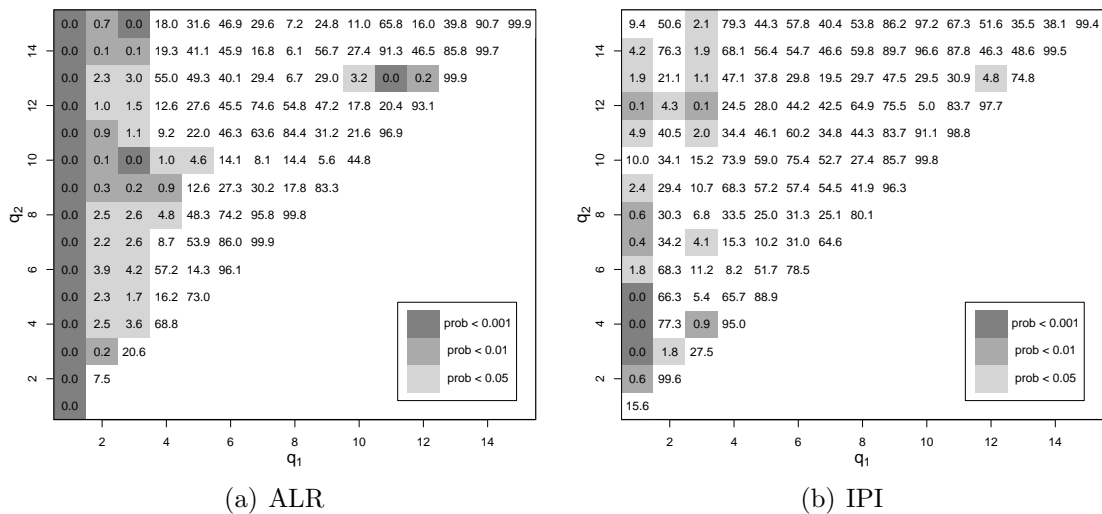 0.0 0.7 0.0 18.0 31.6 46.9 29.6 7.2 24.8 11.0 65.8 16.0 39.8 90.7 99.9
14 0.0 0.1 0.1 19.3 41.1 45.9 16.8 6.1 56.7 27.4 91.3 46.5 85.8 99.7
0.0 2.3 3.0 55.0 49.3 40.1 29.4 6.7 29.0 3.2 0.0 0.2 99.9
12 0.0 1.0 1.5 12.6 27.6 45.5 74.6 54.8 47.2 17.8 20.4 93.1
0.0 0.9 1.1 9.2 22.0 46.3 63.6 84.4 31.2 21.6 96.9
10 0.0 0.1 0.0 1.0 4.6 14.1 8.1 14.4 5.6 44.8
0.0 0.3 0.2 0.9 12.6 27.3 30.2 17.8 83.3
q2
8 0.0 2.5 2.6 4.8 48.3 74.2 95.8 99.8
0.0 2.2 2.6 8.7 53.9 86.0 99.9
6 0.0 3.9 4.2 57.2 14.3 96.1
0.0 2.3 1.7 16.2 73.0
4 0.0 2.5 3.6 68.8
0.0 0.2 20.6
2 0.0 7.5
0.0
prob < 0.001
prob < 0.01
prob < 0.05
2 4 6 8 10 12 14
q1
(a) ALR
9.4 50.6 2.1 79.3 44.3 57.8 40.4 53.8 86.2 97.2 67.3 51.6 35.5 38.1 99.4
14 4.2 76.3 1.9 68.1 56.4 54.7 46.6 59.8 89.7 96.6 87.8 46.3 48.6 99.5
1.9 21.1 1.1 47.1 37.8 29.8 19.5 29.7 47.5 29.5 30.9 4.8 74.8
12 0.1 4.3 0.1 24.5 28.0 44.2 42.5 64.9 75.5 5.0 83.7 97.7
4.9 40.5 2.0 34.4 46.1 60.2 34.8 44.3 83.7 91.1 98.8
10 10.0 34.1 15.2 73.9 59.0 75.4 52.7 27.4 85.7 99.8
2.4 29.4 10.7 68.3 57.2 57.4 54.5 41.9 96.3
q2
8 0.6 30.3 6.8 33.5 25.0 31.3 25.1 80.1
0.4 34.2 4.1 15.3 10.2 31.0 64.6
6 1.8 68.3 11.2 8.2 51.7 78.5
0.0 66.3 5.4 65.7 88.9
4 0.0 77.3 0.9 95.0
0.0 1.8 27.5
2 0.6 99.6
15.6
prob < 0.001
prob < 0.01
prob < 0.05
2 4 6 8 10 12 14
q1
(b) IPI